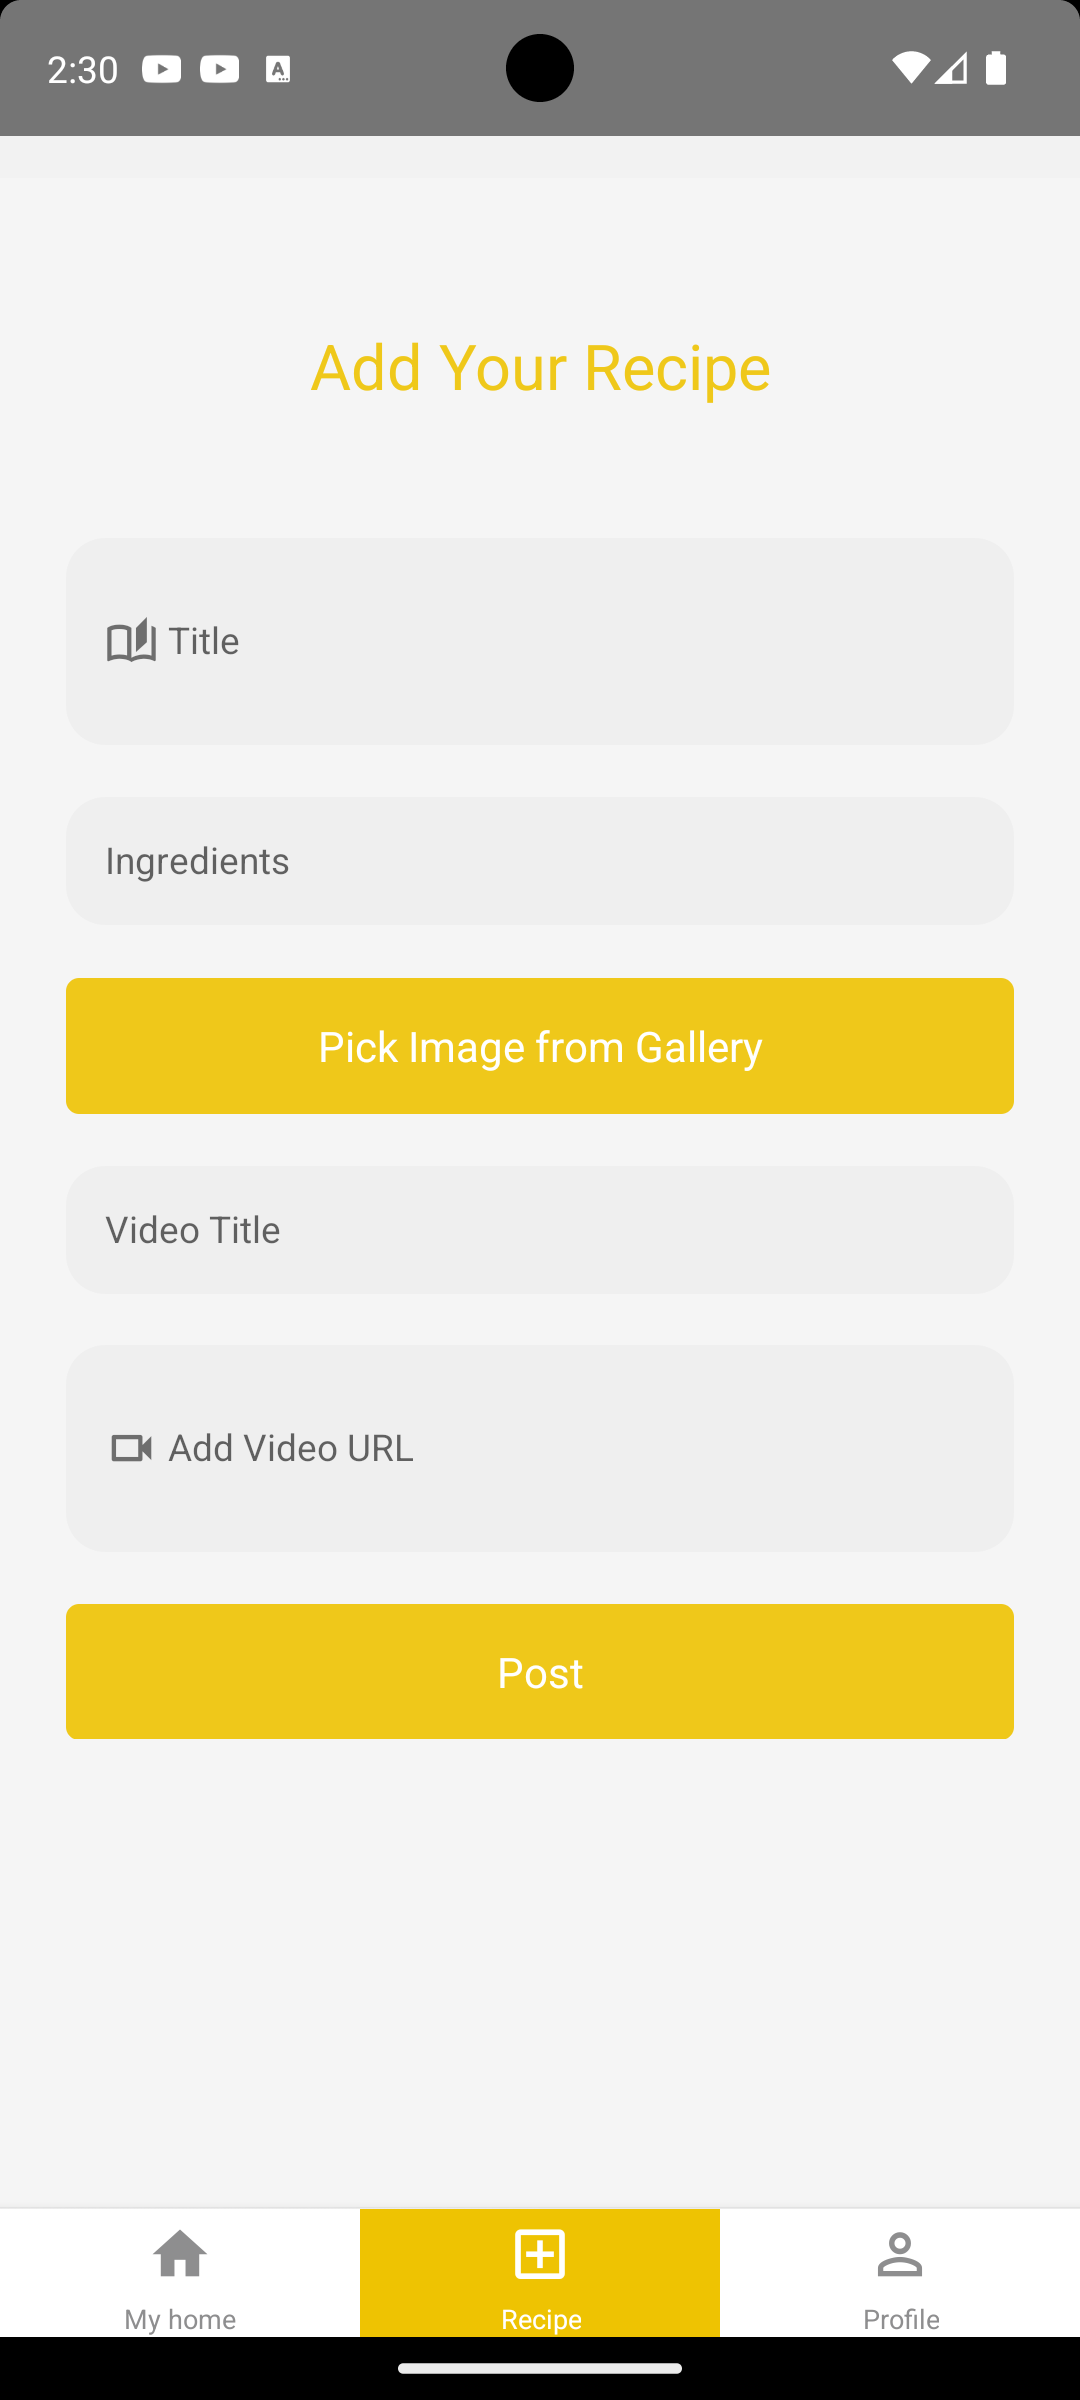 2:30
Add Your Recipe
Title
Ingredients
Pick Image from Gallery
Video Title
Add Video URL
Post
My home
Recipe
Profile